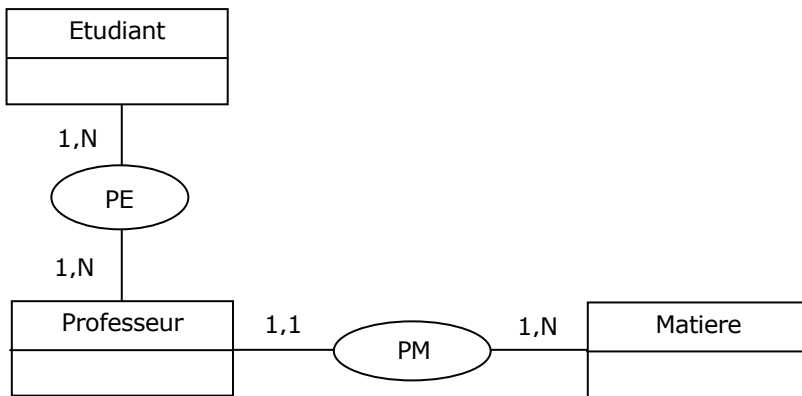 Etudiant
1,N
PE
1,N
Professeur
1,1
PM
1,N
Matiere